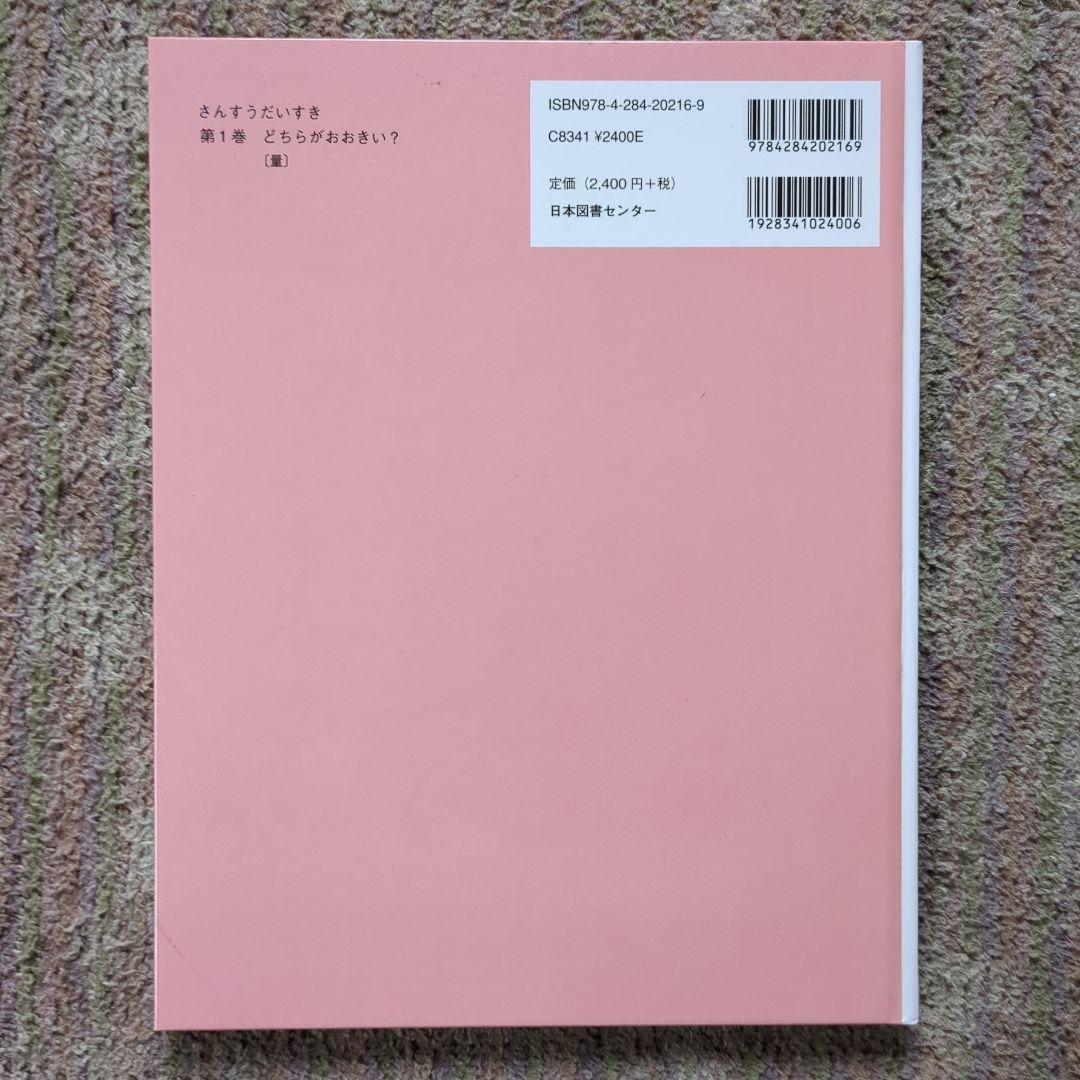 さんすうだいすき
第1巻 どちらがおおきい?
〔量〕
ISBN978-4-284-20216-9
C8341 ¥2400E
定価（2,400円+税）
日本図書センター
9784284202169
1928341024006